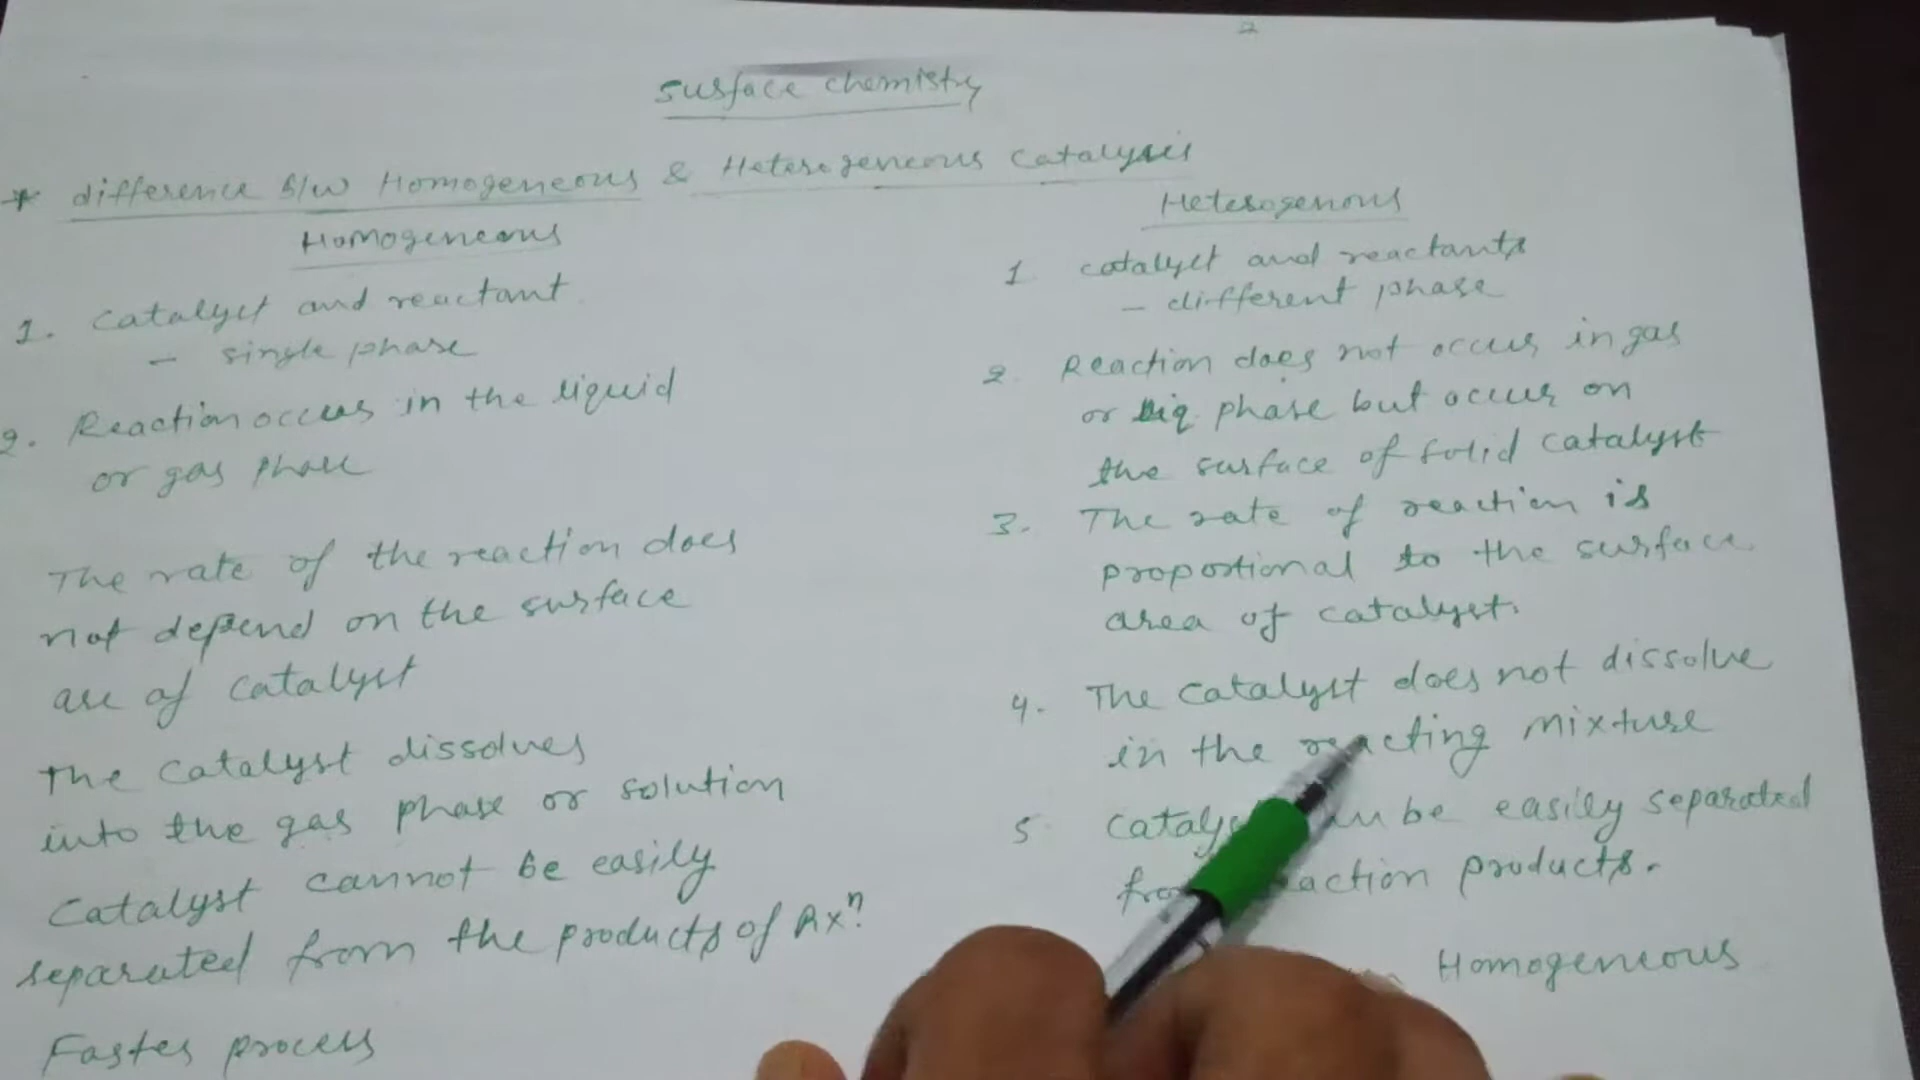 2
Surface chemistry
* difference b/w Homogeneous & Heterogeneous catalysis
Homogeneous
1. Catalyst and reactant
- single phase
2. Reaction occurs in the liquid
or gas phase
The rate of the reaction does
not depend on the surface
are of catalyst
The catalyst dissolves
into the gas phase or solution
Catalyst cannot be easily
separated from the products of Rxn.
Faster process
Heterogenous
1 catalyst and reactants
- different phase
2. Reaction does not occur in gas
or liq phase but occur on
the surface of solid catalyst
3. The rate of reaction is
proportional to the surface
area of catalyst.
4. The catalyst does not dissolve
in the reacting mixture
5 be easily separated
products.
Homogeneous